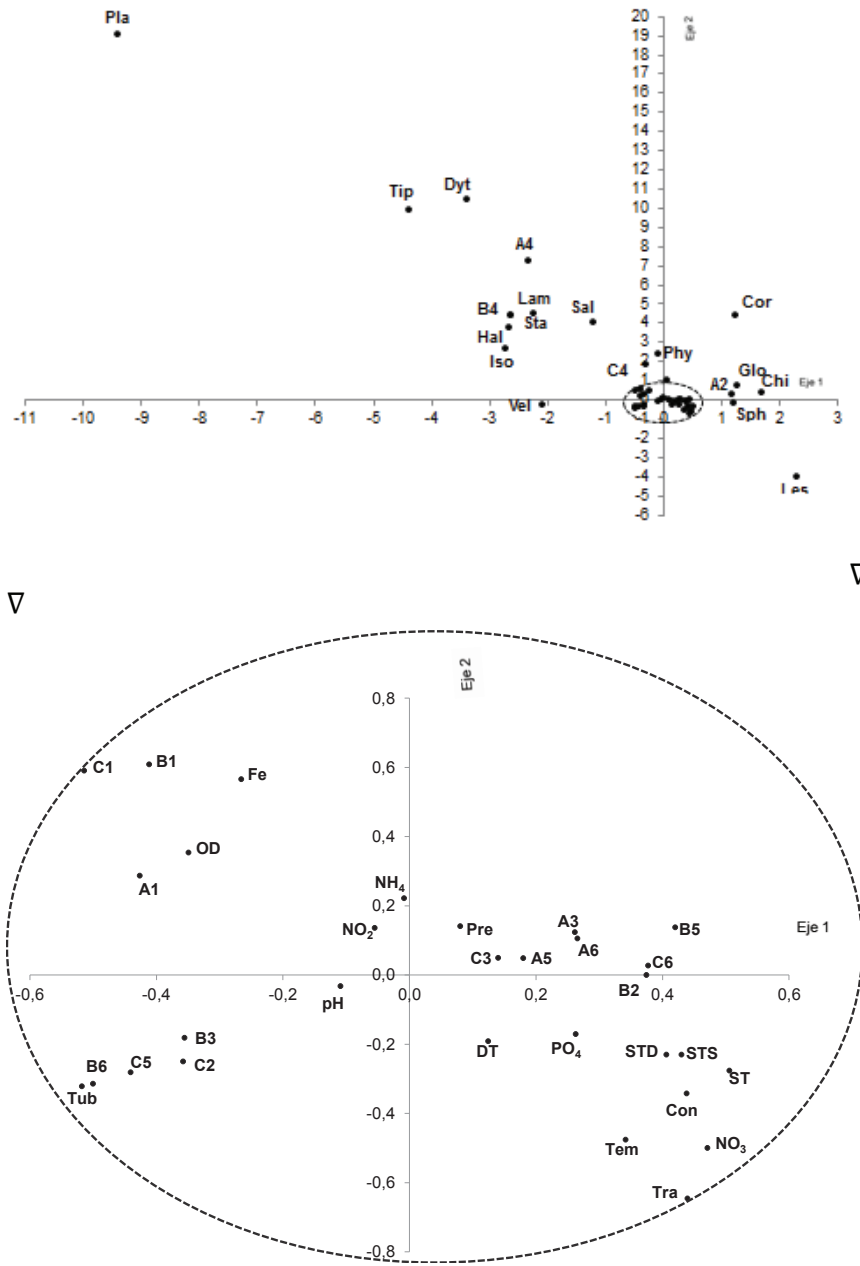 Pla
20
19
18
17
16
15
14
13
12
11
10
9
8
7
6
5
4
3
2
1
0
-1
-2
-3
-4
-5
-6
Eje 2
Tip
Dyt
A4
Lam
B4
Sta
Sal
Hal
Iso
Cor
Phy
C4
Glo
A2
Chi
Eje 1
Vel
Sph
Les
-11 -10 -9 -8 -7 -6 -5 -4 -3 -2 -1 0 1 2 3
∇
∇
Eje 2
0,8
0,6
0,4
0,2
0,0
-0,2
-0,4
-0,6
-0,8
C1
B1
Fe
OD
A1
NH4
NO2
Pre
A3
A6
B5
Eje 1
C3
A5
C6
B2
-0,6 -0,4 -0,2 0,0 0,2 0,4 0,6
pH
B3
C2
C5
B6
Tub
DT
PO4
STD
STS
ST
Con
Tem
NO3
Tra